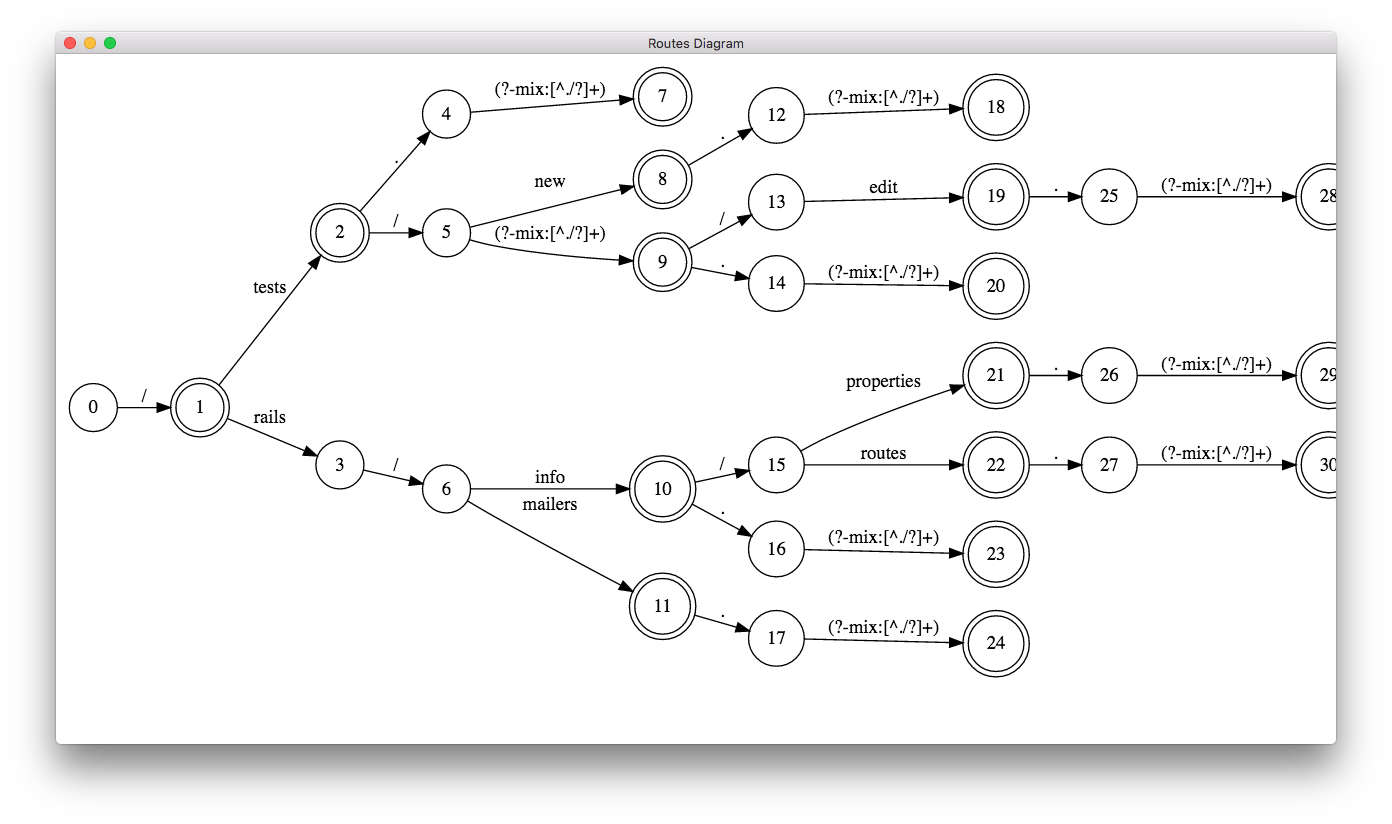 Routes Diagram
(?-mix:[^./?]+)
7
4
.
12
(?-mix:[^./?]+)
18
.
new
8
2
/
5
(?-mix:[^./?]+)
9
/
13
edit
19
.
25
(?-mix:[^./?]+)
28
.
14
(?-mix:[^./?]+)
20
tests
0
/
1
rails
3
/
6
info
mailers
10
/
15
properties
21
.
26
(?-mix:[^./?]+)
29
routes
22
.
27
(?-mix:[^./?]+)
30
.
16
(?-mix:[^./?]+)
23
11
.
17
(?-mix:[^./?]+)
24